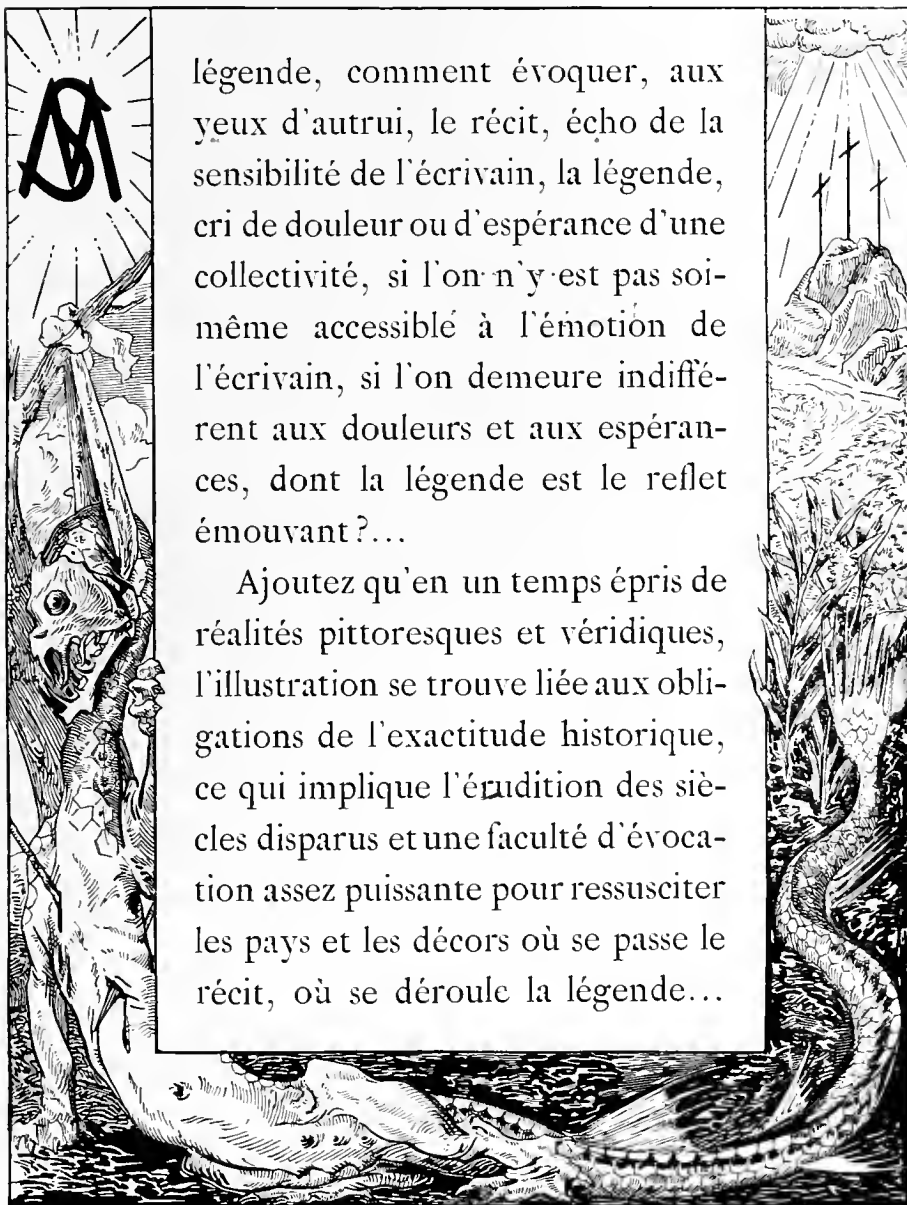 légende, comment évoquer, aux
yeux d'autrui, le récit, écho de la
sensibilité de l'écrivain, la légende,
cri de douleur ou d'espérance d'une
collectivité, si l'on n'y est pas soi-
même accessible à l'émotion de
l'écrivain, si l'on demeure indiffé-
rent aux douleurs et aux espéran-
ces, dont la légende est le reflet
émouvant ?...
Ajoutez qu'en un temps épris de
réalités pittoresques et véridiques,
l'illustration se trouve liée aux obli-
gations de l'exactitude historique,
ce qui implique l'érudition des siè-
cles disparus et une faculté d'évoca-
tion assez puissante pour ressusciter
les pays et les décors où se passe le
récit, où se déroule la légende...